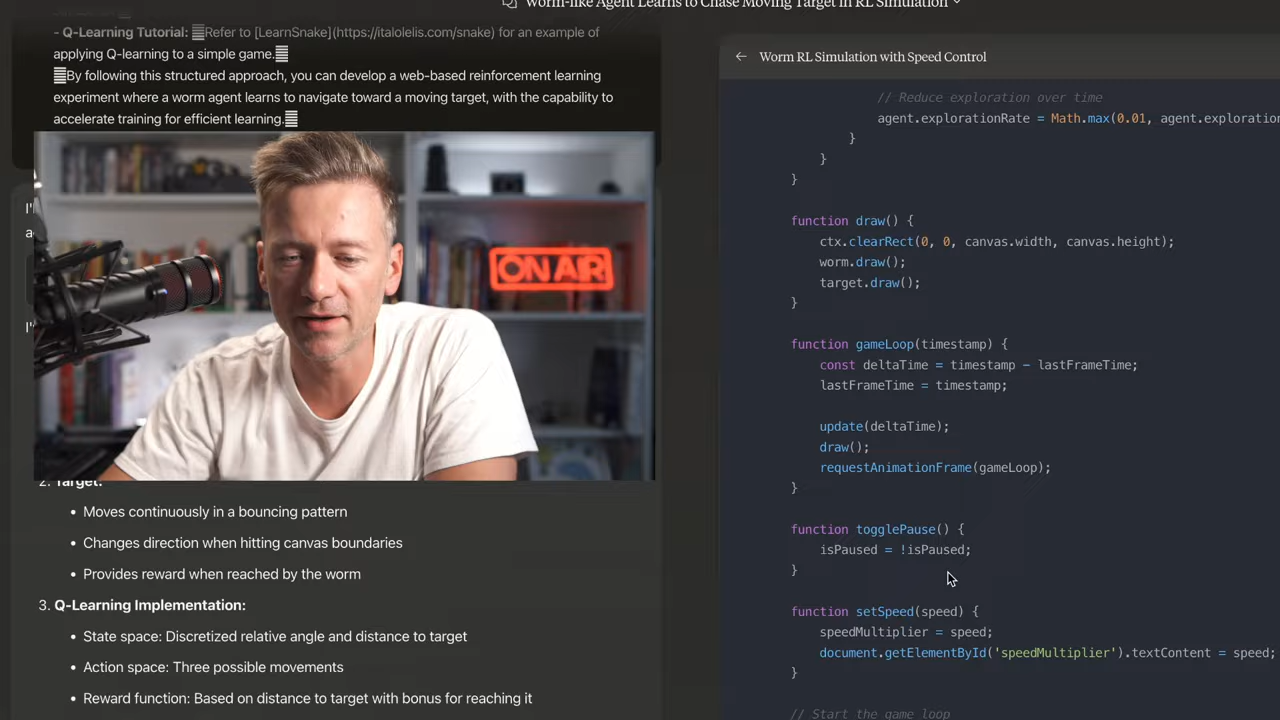 Worm-like Agent Learns to Chase Moving Target in RL Simulation
- Q-Learning Tutorial: Refer to [LearnSnake](https://italolelis.com/snake) for an example of
applying Q-learning to a simple game.
By following this structured approach, you can develop a web-based reinforcement learning
experiment where a worm agent learns to navigate toward a moving target, with the capability to
accelerate training for efficient learning.
I'
a
I'
ON AIR
2. Target:
• Moves continuously in a bouncing pattern
• Changes direction when hitting canvas boundaries
• Provides reward when reached by the worm
3. Q-Learning Implementation:
• State space: Discretized relative angle and distance to target
• Action space: Three possible movements
• Reward function: Based on distance to target with bonus for reaching it
← Worm RL Simulation with Speed Control
// Reduce exploration over time
agent.explorationRate = Math.max(0.01, agent.exploration
}
}
}
function draw() {
ctx.clearRect(0, 0, canvas.width, canvas.height);
worm.draw();
target.draw();
}
function gameLoop(timestamp) {
const deltaTime = timestamp - lastFrameTime;
lastFrameTime = timestamp;
update(deltaTime);
draw();
requestAnimationFrame(gameLoop);
}
function togglePause() {
isPaused = !isPaused;
}
function setSpeed(speed) {
speedMultiplier = speed;
document.getElementById('speedMultiplier').textContent = speed;
}
// Start the game loop